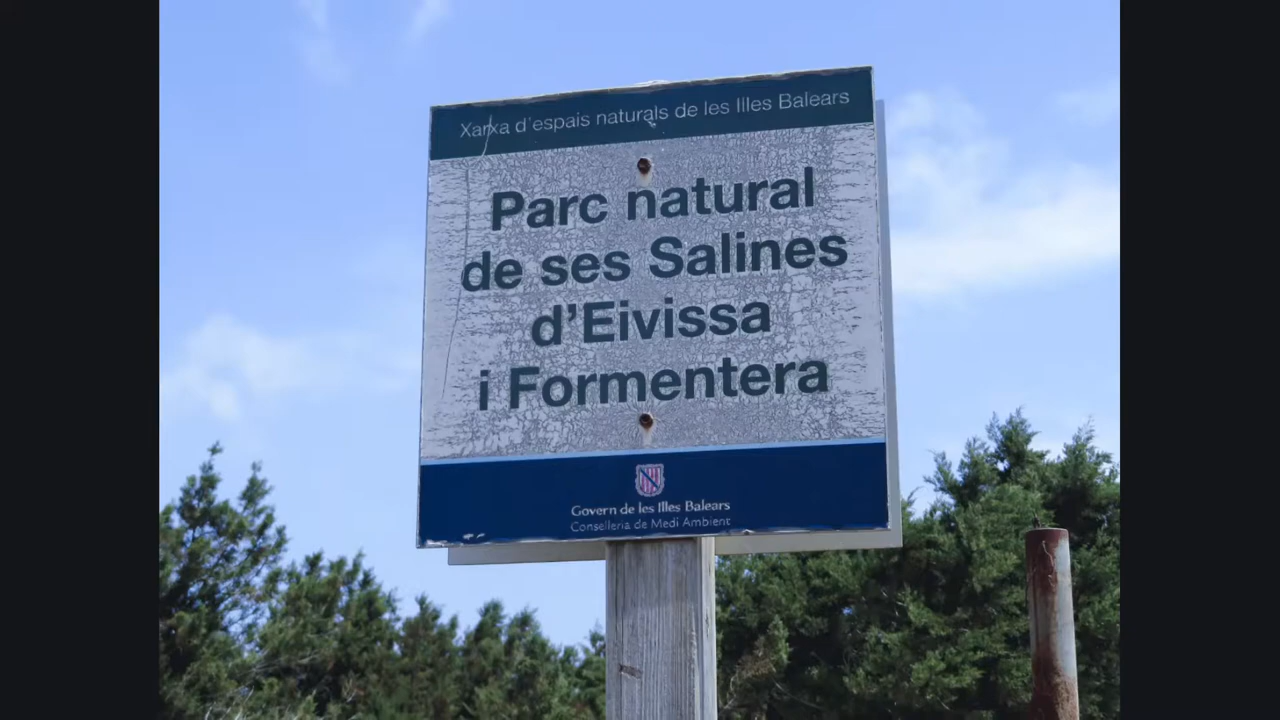 Xarxa d'espais naturals de les Illes Balears
Parc natural
de ses Salines
d'Eivissa
i Formentera
Govern de les Illes Balears
Conselleria de Medi Ambient